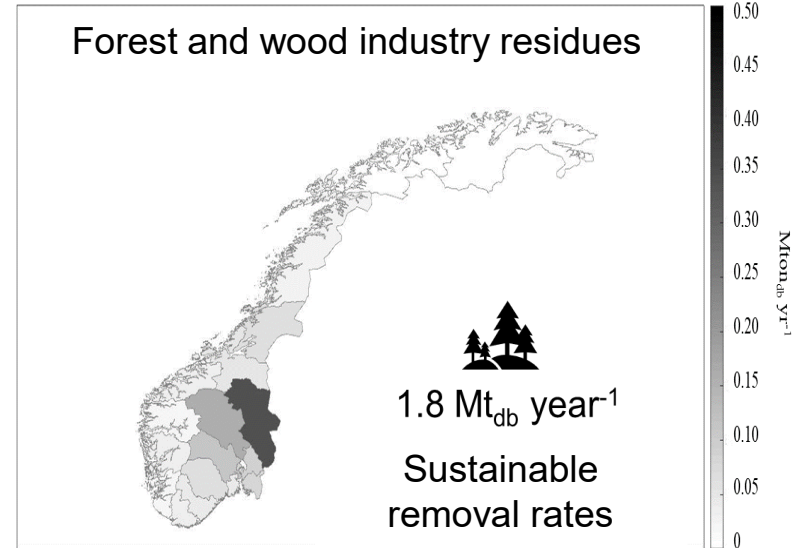 Forest and wood industry residues
1.8 Mt_db year^-1
Sustainable
removal rates
0.50
0.45
0.40
0.35
0.30
0.25
0.20
0.15
0.10
0.05
0
Mton_db yr^-1